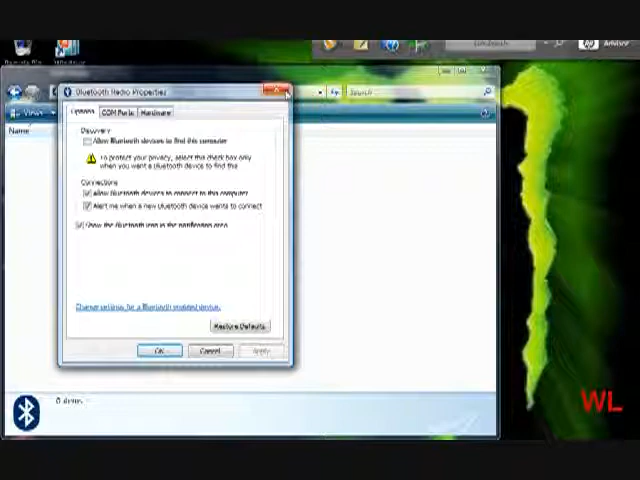 Advisor
Bluetooth Radio Properties
Search
Options COM Ports Hardware
Views
Name
Discovery
Allow Bluetooth devices to find this computer
To protect your privacy, select this check box only
when you want a Bluetooth device to find this
Connections
Allow Bluetooth devices to connect to this computer
Alert me when a new Bluetooth device wants to connect
Show the Bluetooth icon in the notification area
Change settings for a Bluetooth enabled device.
Restore Defaults
OK Cancel Apply
0 items
WL